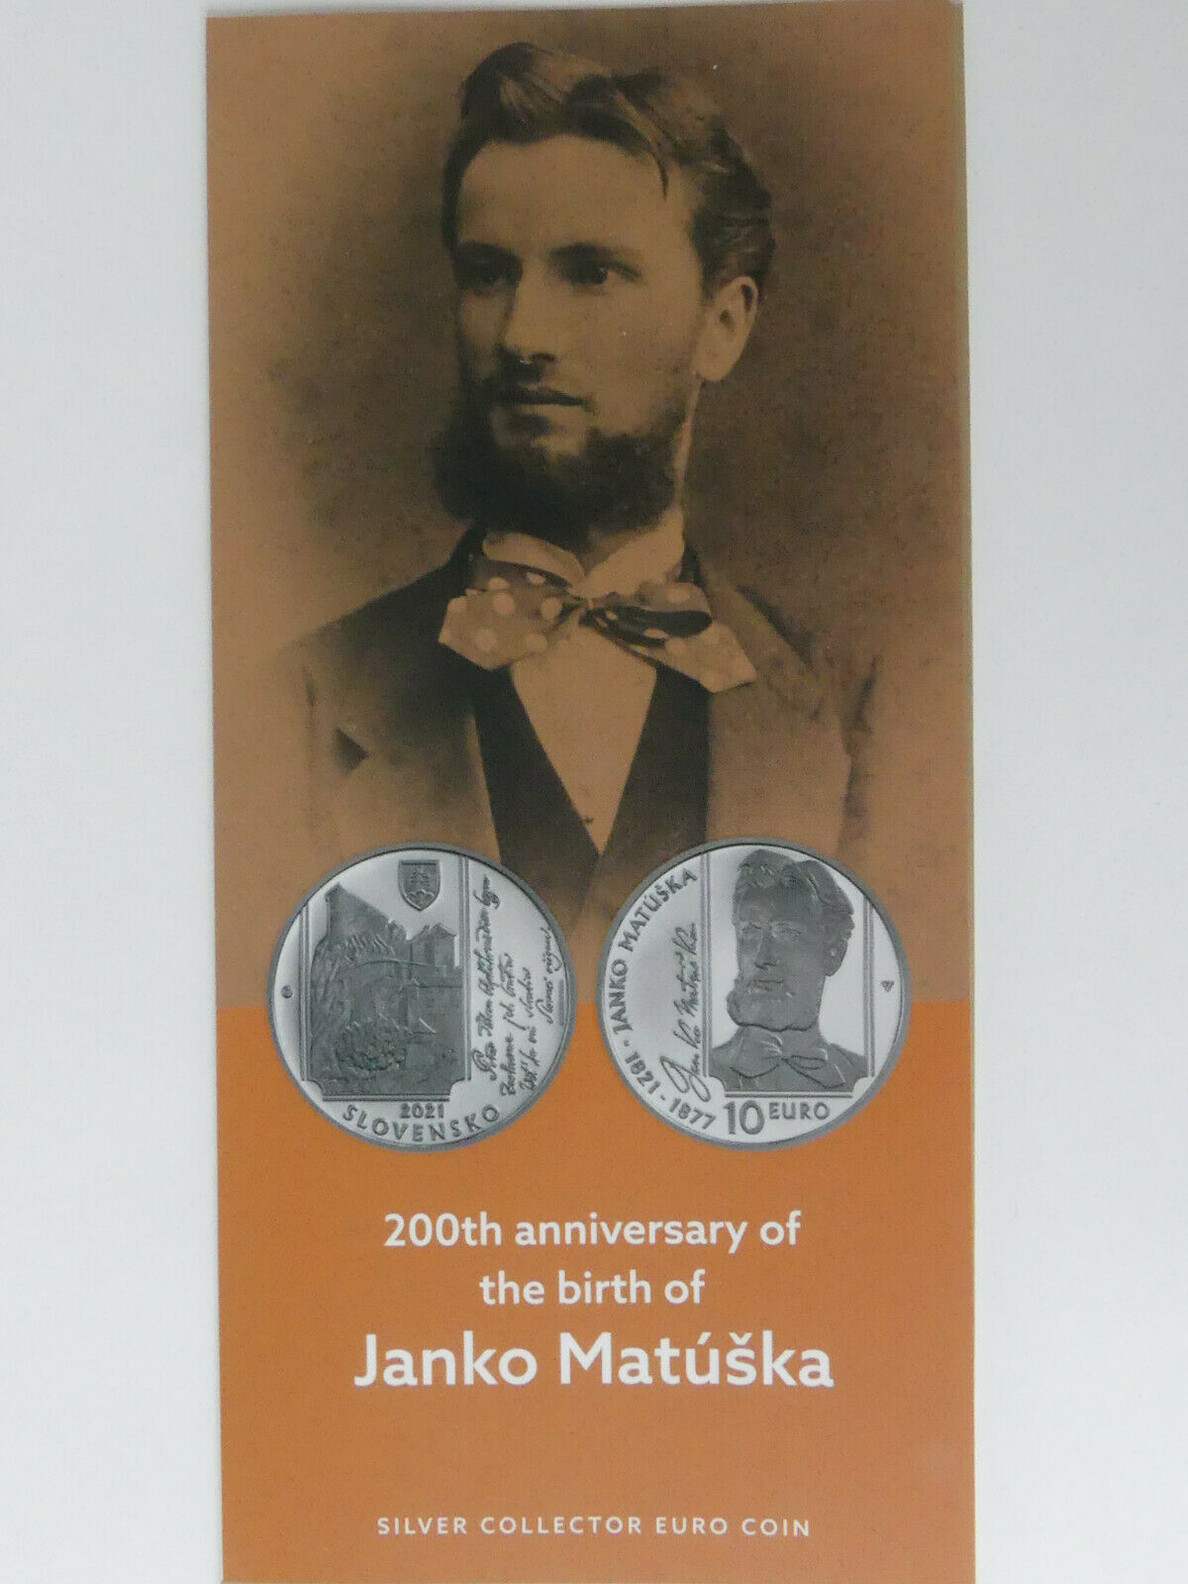 2021
SLOVENSKO
1821 - 1877
JANKO MATÚŠKA
10 EURO
200th anniversary of
the birth of
Janko Matúška
SILVER COLLECTOR EURO COIN